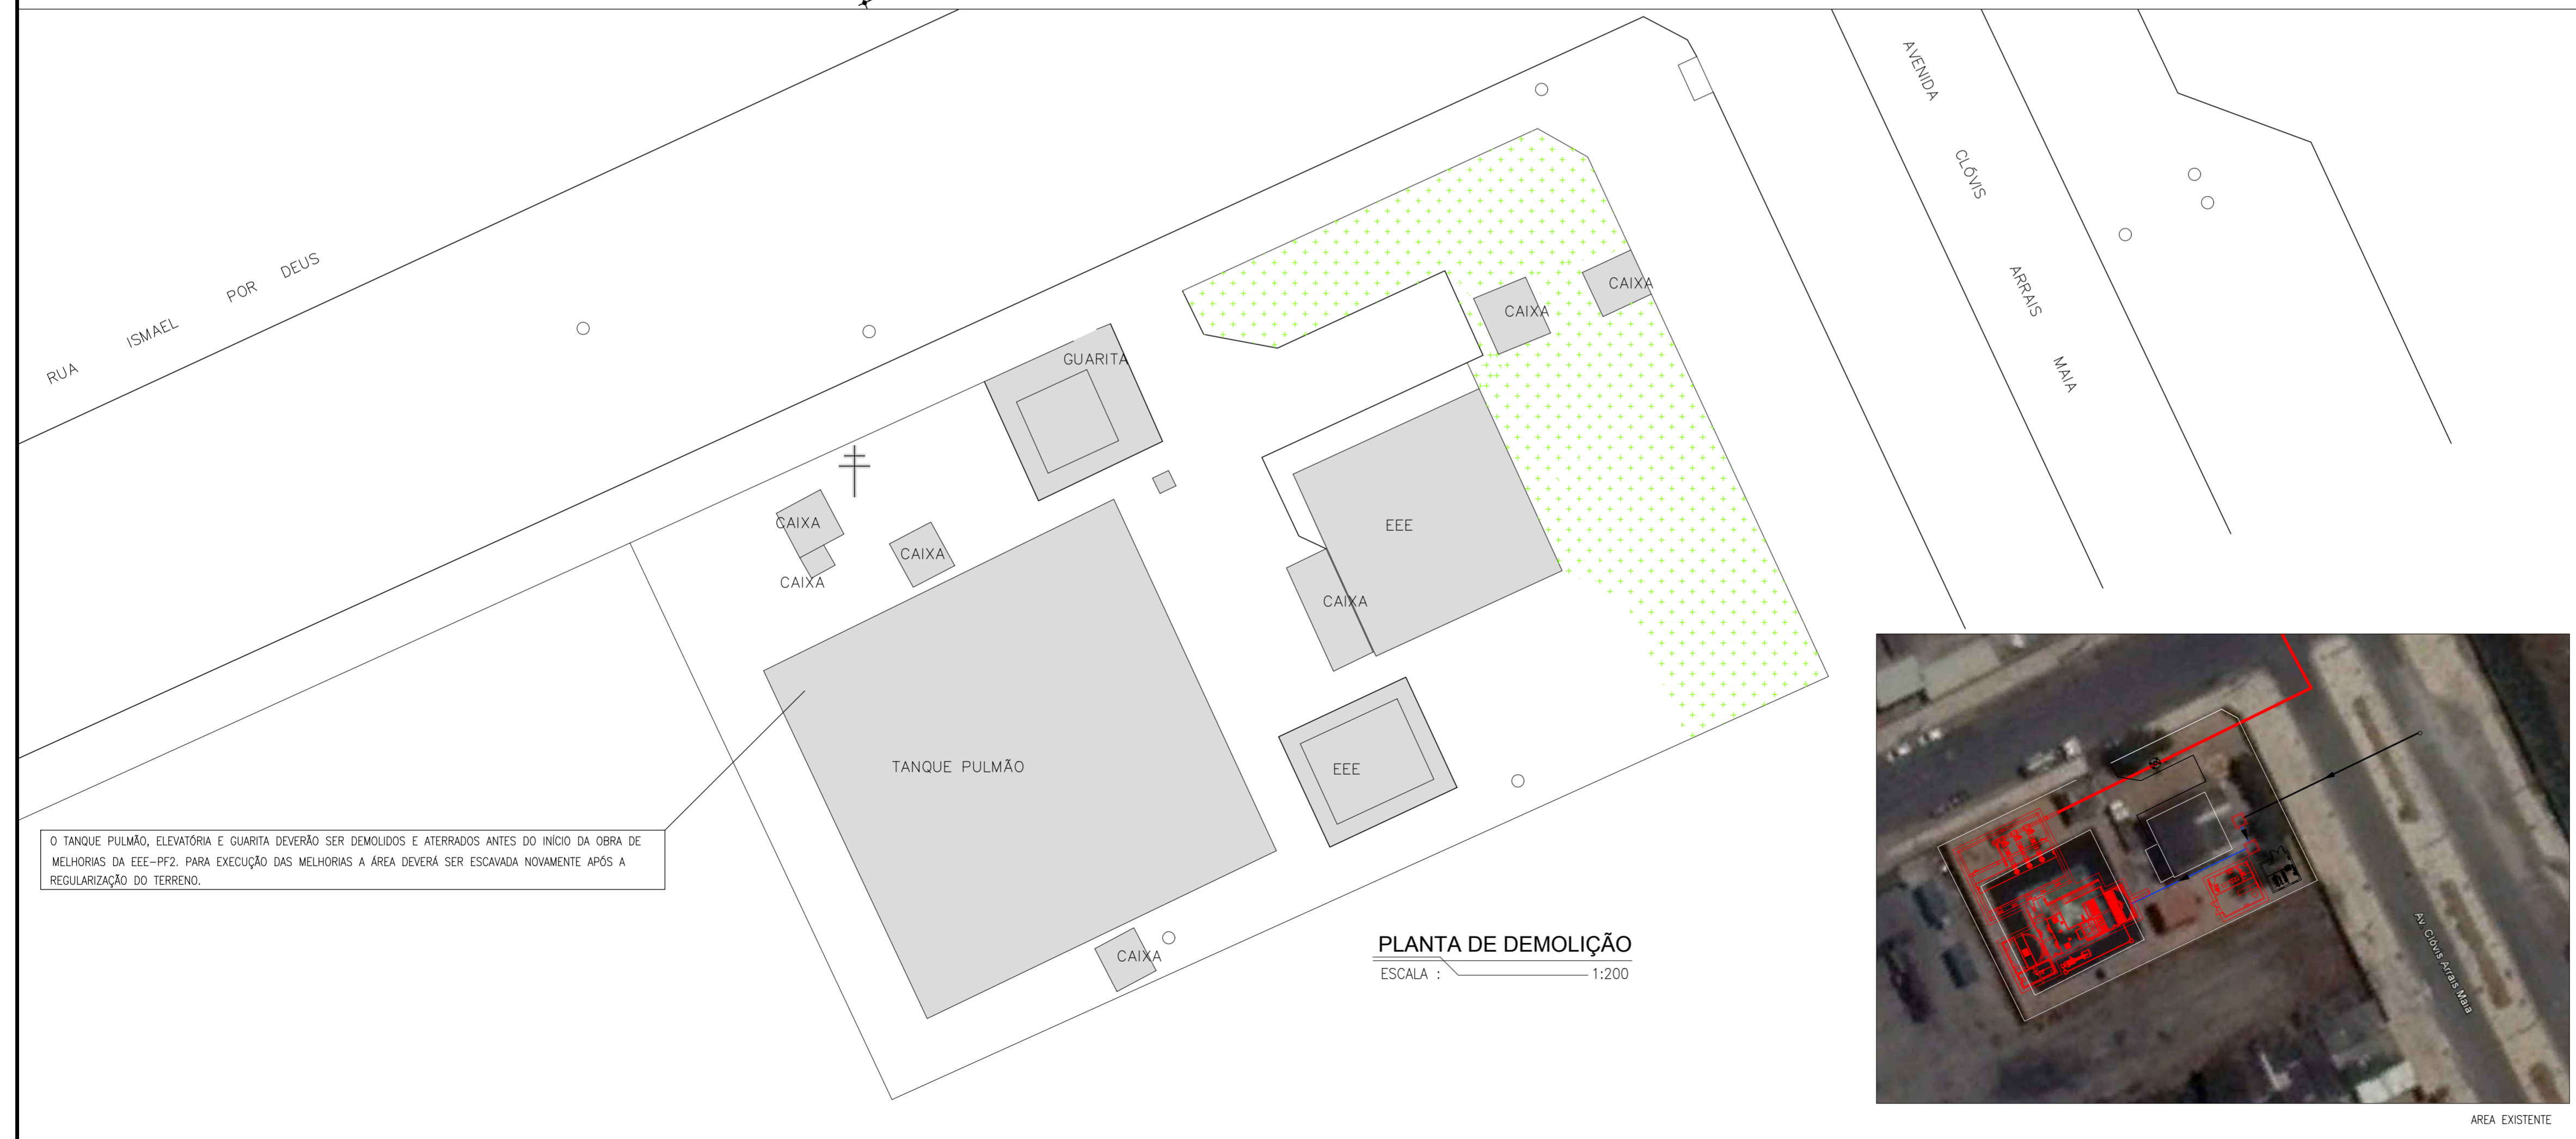 RUA ISMAEL POR DEUS
AVENIDA CLÓVIS ARRAIS MAIA
CAIXA
CAIXA
GUARITA
CAIXA
EEE
CAIXA
CAIXA
CAIXA
TANQUE PULMÃO
EEE
O TANQUE PULMÃO, ELEVATÓRIA E GUARITA DEVERÃO SER DEMOLIDOS E ATERRADOS ANTES DO INÍCIO DA OBRA DE
MELHORIAS DA EEE-PF2. PARA EXECUÇÃO DAS MELHORIAS A ÁREA DEVERÁ SER ESCAVADA NOVAMENTE APÓS A
REGULARIZAÇÃO DO TERRENO.
CAIXA
PLANTA DE DEMOLIÇÃO
ESCALA : 1:200
Av. Clóvis Arrais Maia
AREA EXISTENTE